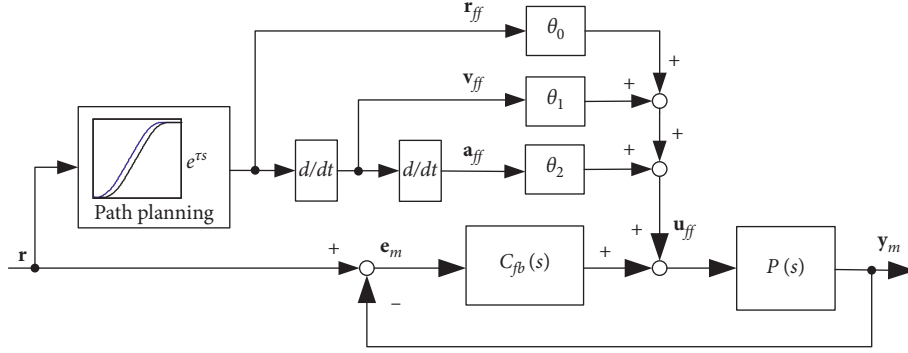 r_ff
θ_0
+
v_ff
+
θ_1
e^τs
+
d/dt
d/dt
a_ff
+
θ_2
Path planning
r
+
e_m
C_fb(s)
+
+
u_ff
P(s)
y_m
−